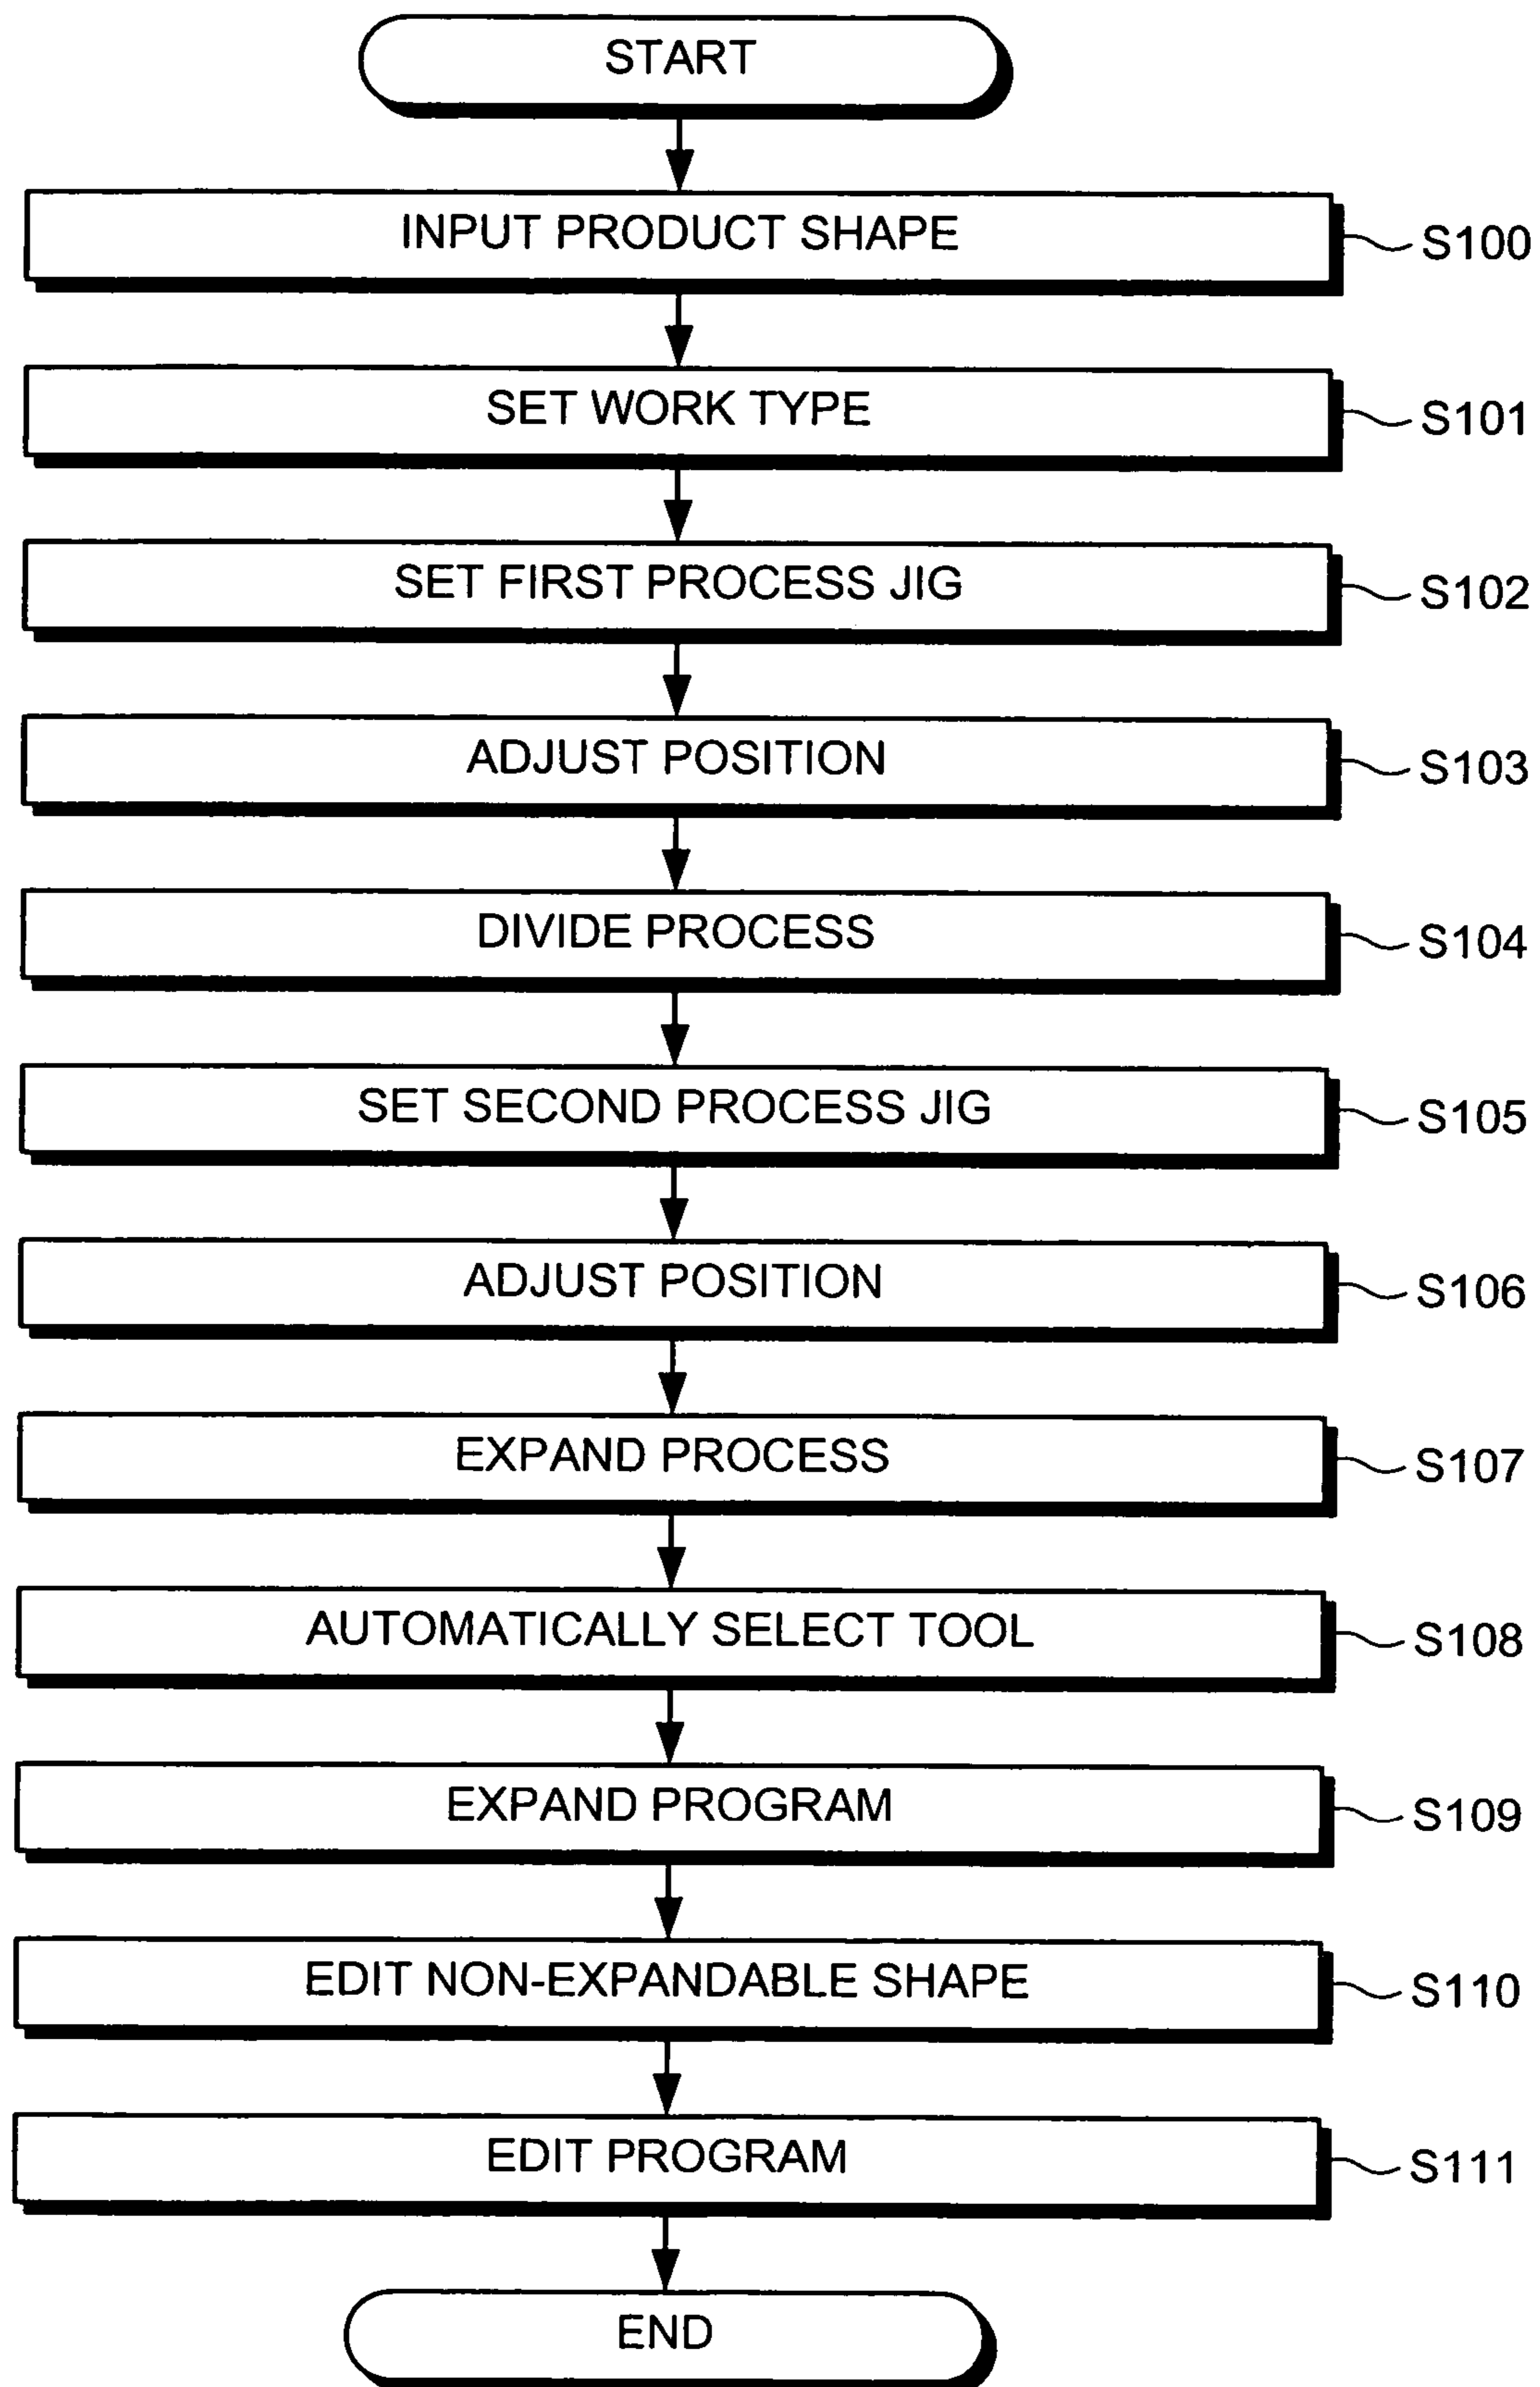 START
INPUT PRODUCT SHAPE S100
SET WORK TYPE S101
SET FIRST PROCESS JIG S102
ADJUST POSITION S103
DIVIDE PROCESS S104
SET SECOND PROCESS JIG S105
ADJUST POSITION S106
EXPAND PROCESS S107
AUTOMATICALLY SELECT TOOL S108
EXPAND PROGRAM S109
EDIT NON-EXPANDABLE SHAPE S110
EDIT PROGRAM S111
END